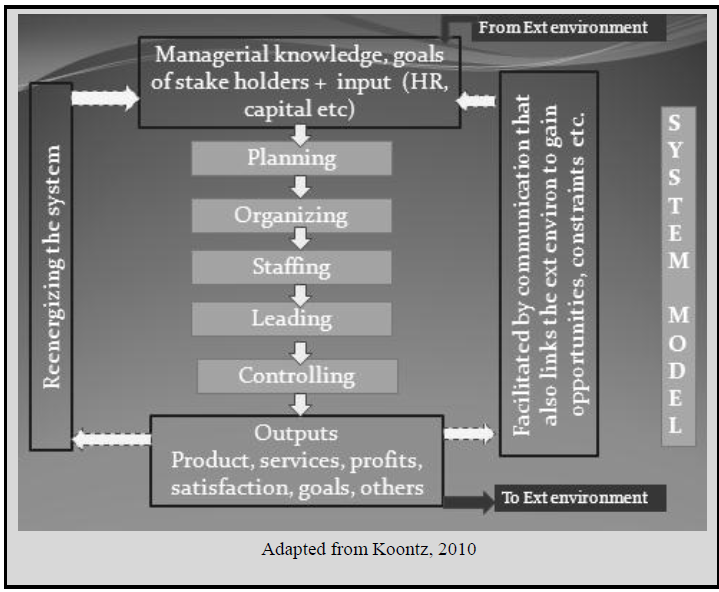 From Ext environment
Managerial knowledge, goals
of stake holders + input (HR,
capital etc)
Planning
Organizing
Staffing
Leading
Controlling
Outputs
Product, services, profits,
satisfaction, goals, others
To Ext environment
Reenergizing the system
Facilitated by communication that
also links the ext environ to gain
opportunities, constraints etc.
SYSTEM MODEL
Adapted from Koontz, 2010